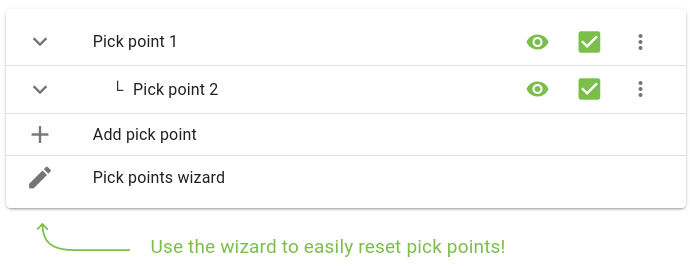 Pick point 1
└ Pick point 2
Add pick point
Pick points wizard
Use the wizard to easily reset pick points!